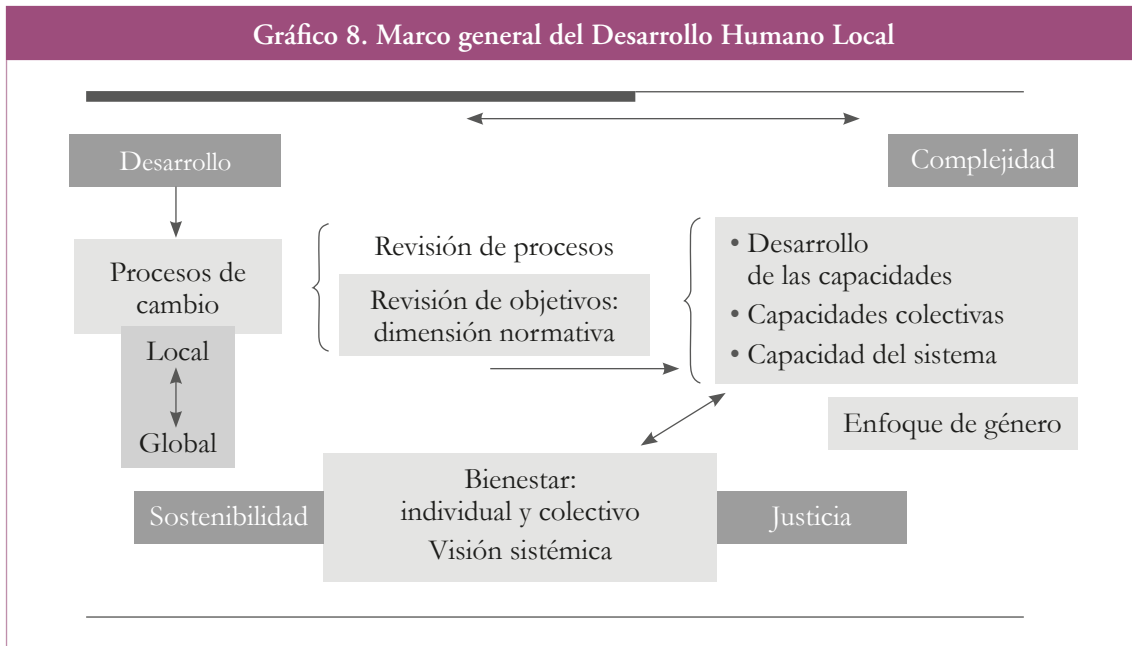 Gráfico 8. Marco general del Desarrollo Humano Local
Desarrollo
Complejidad
Procesos de
cambio
Local
Global
Revisión de procesos
Revisión de objetivos:
dimensión normativa
• Desarrollo
de las capacidades
• Capacidades colectivas
• Capacidad del sistema
Enfoque de género
Sostenibilidad
Bienestar:
individual y colectivo
Visión sistémica
Justicia